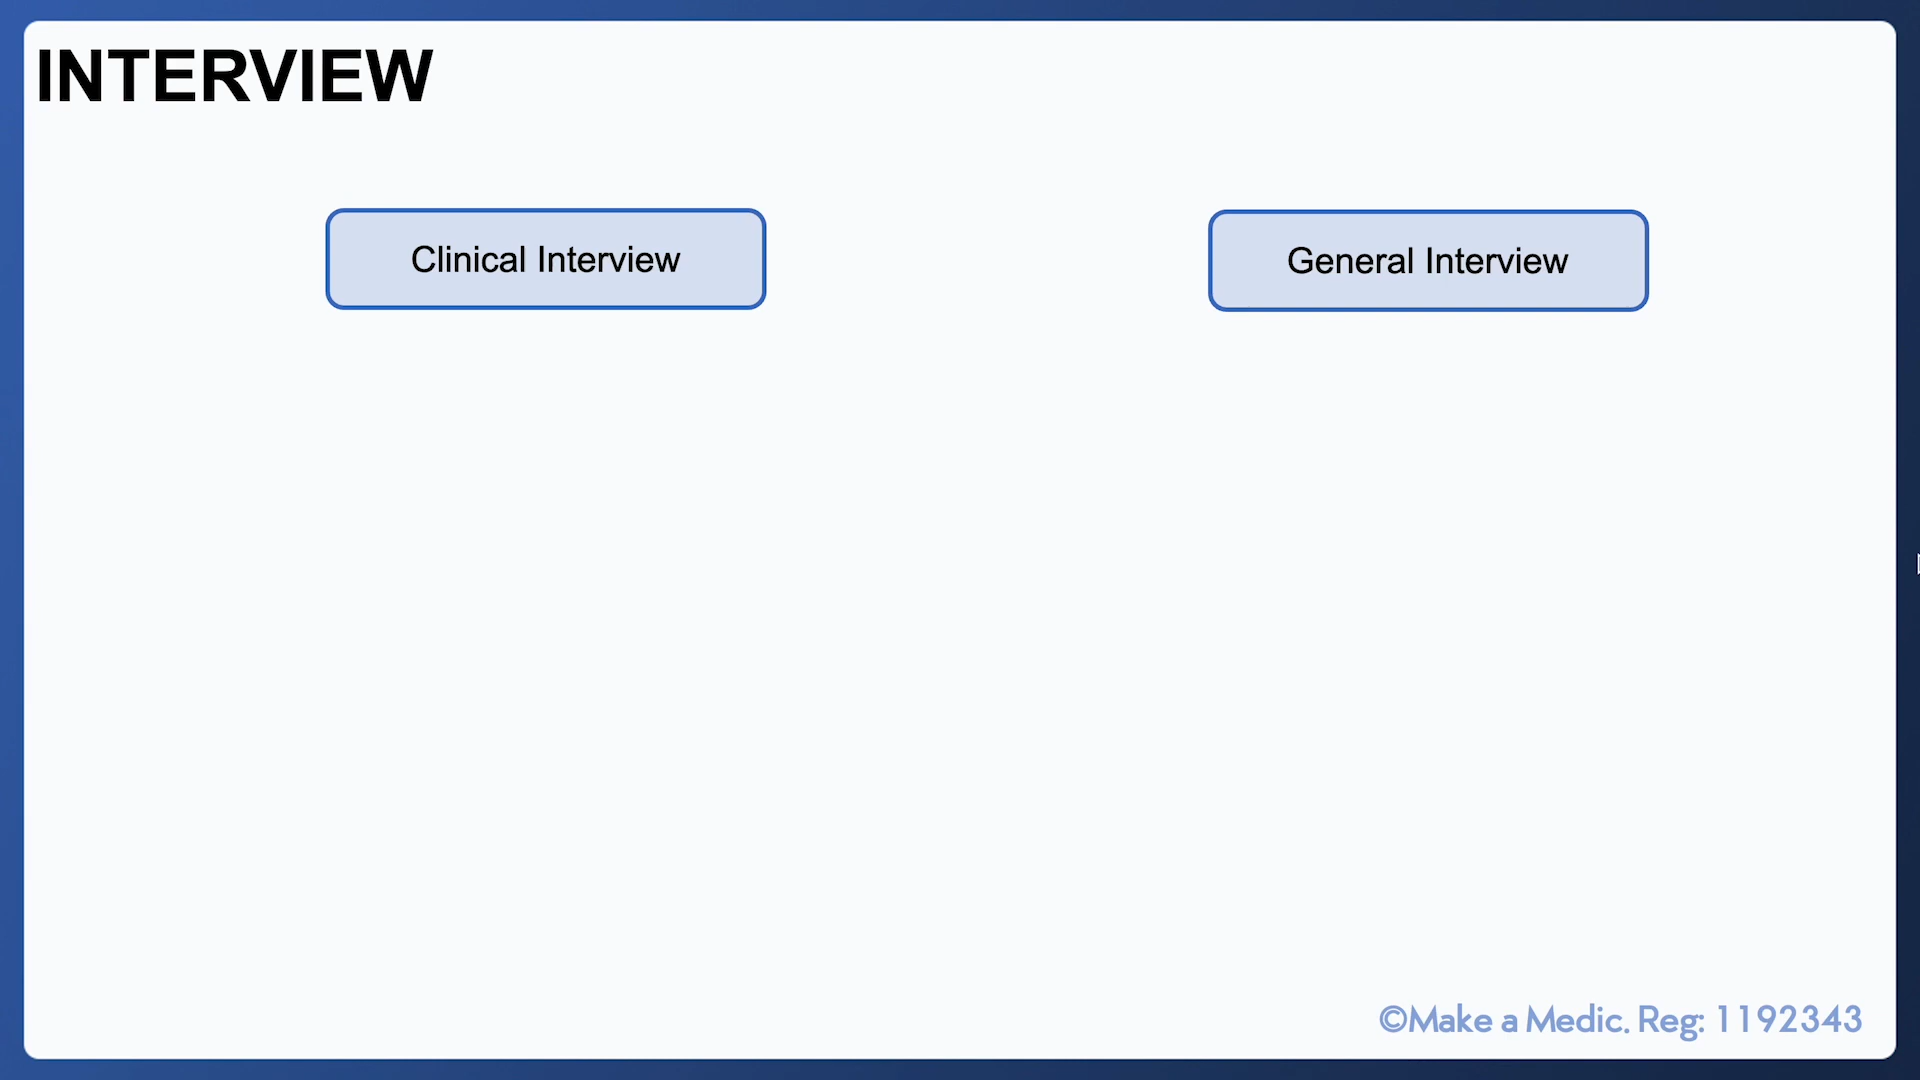 INTERVIEW
Clinical Interview
General Interview
©Make a Medic. Reg: 1192343